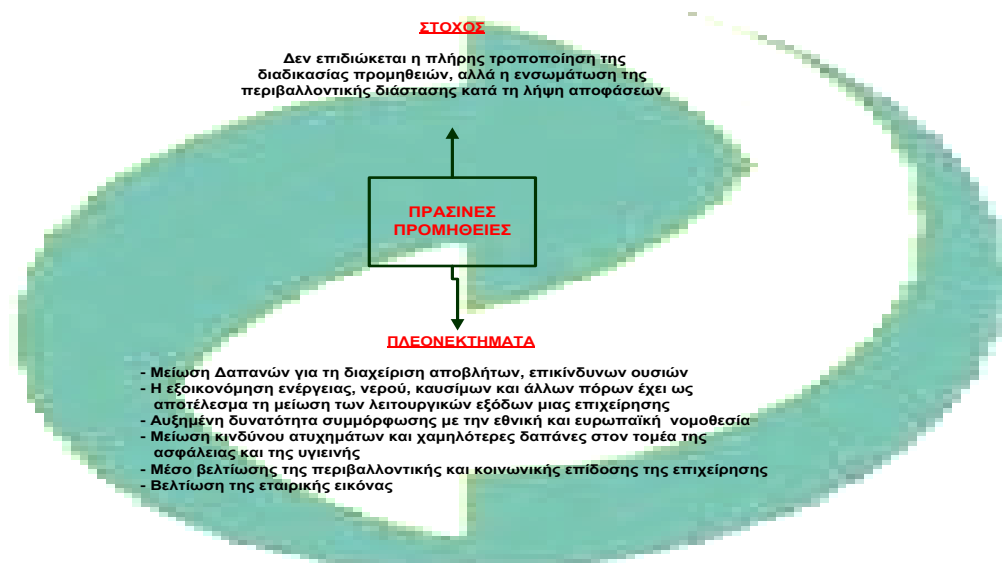 ΣΤΟΧΟΣ
Δεν επιδιώκεται η πλήρης τροποποίηση της
διαδικασίας προμηθειών, αλλά η ενσωμάτωση της
περιβαλλοντικής διάστασης κατά τη λήψη αποφάσεων
ΠΡΑΣΙΝΕΣ
ΠΡΟΜΗΘΕΙΕΣ
ΠΛΕΟΝΕΚΤΗΜΑΤΑ
- Μείωση Δαπανών για τη διαχείριση αποβλήτων, επικίνδυνων ουσιών
- Η εξοικονόμηση ενέργειας, νερού, καυσίμων και άλλων πόρων έχει ως
αποτέλεσμα τη μείωση των λειτουργικών εξόδων μιας επιχείρησης
- Αυξημένη δυνατότητα συμμόρφωσης με την εθνική και ευρωπαϊκή νομοθεσία
- Μείωση κινδύνου ατυχημάτων και χαμηλότερες δαπάνες στον τομέα της
ασφάλειας και της υγιεινής
- Μέσο βελτίωσης της περιβαλλοντικής και κοινωνικής επίδοσης της επιχείρησης
- Βελτίωση της εταιρικής εικόνας